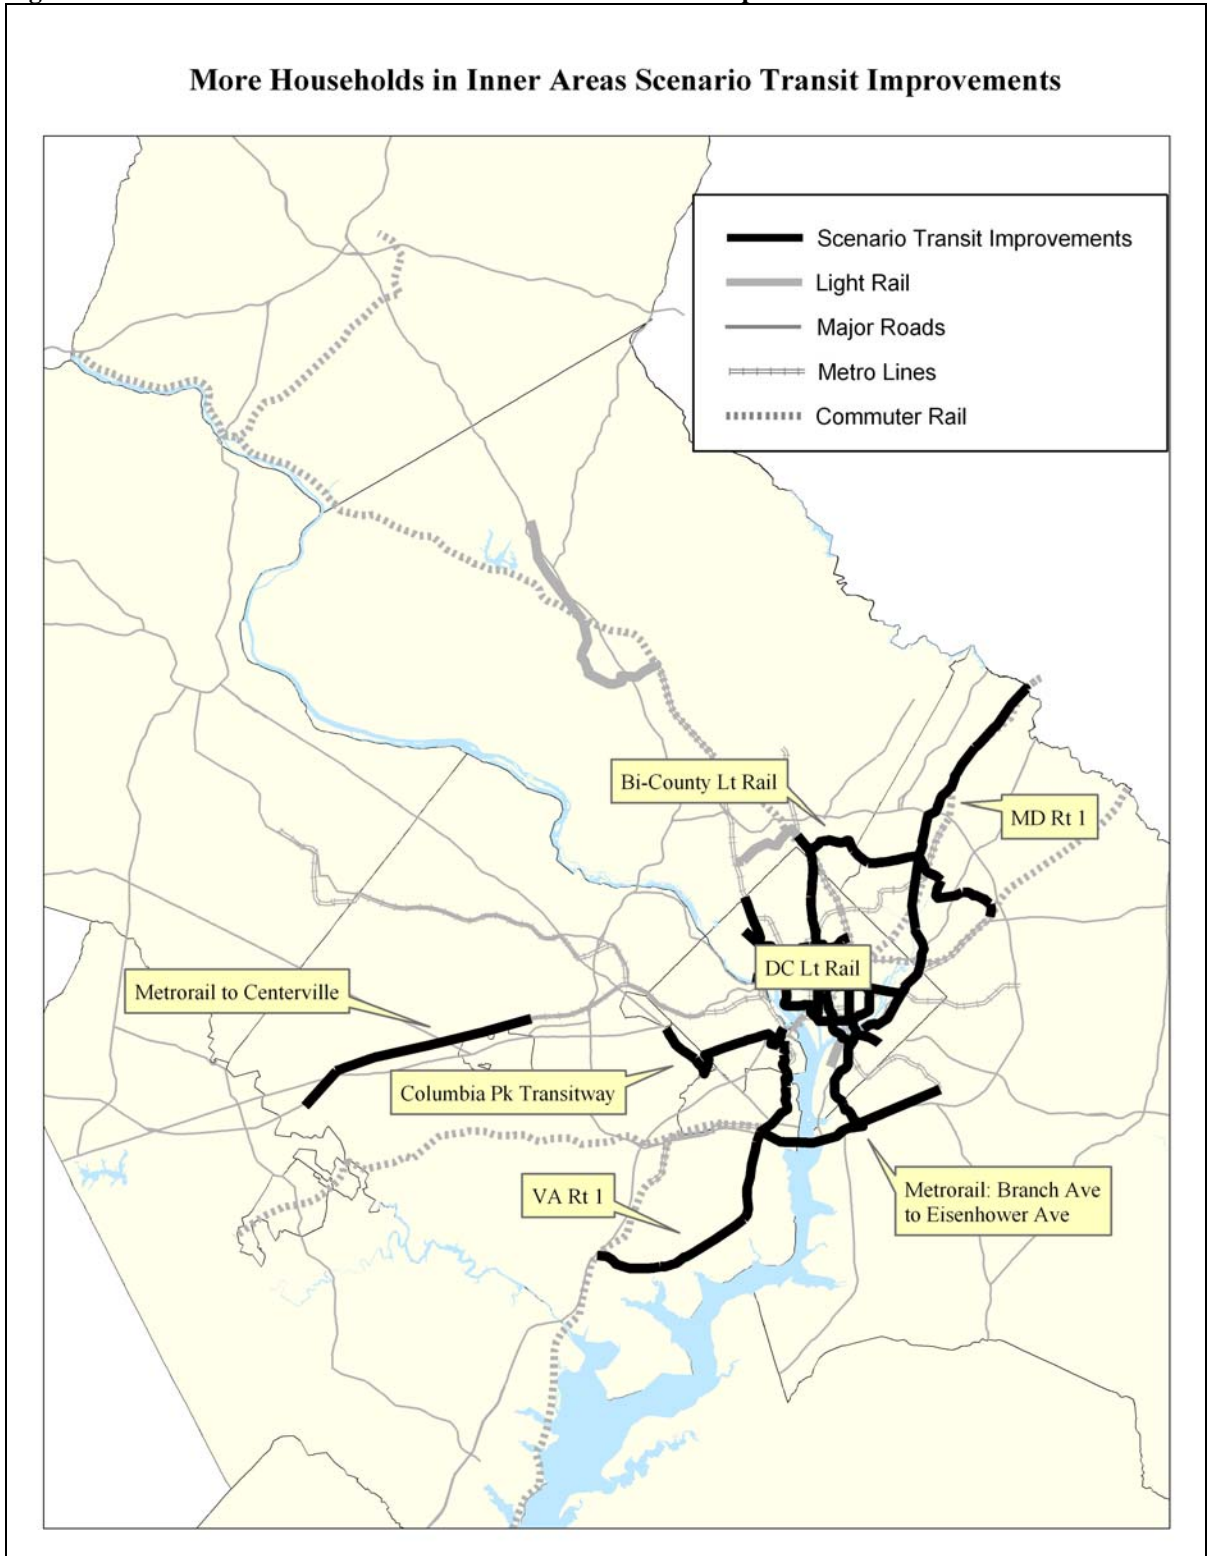 More Households in Inner Areas Scenario Transit Improvements
Scenario Transit Improvements
Light Rail
Major Roads
Metro Lines
Commuter Rail
Bi-County Lt Rail
MD Rt 1
DC Lt Rail
Metrorail to Centerville
Columbia Pk Transitway
VA Rt 1
Metrorail: Branch Ave
to Eisenhower Ave